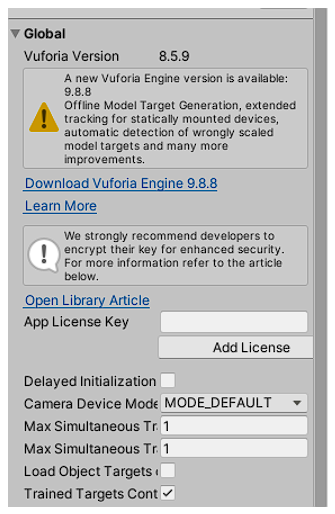 Global
Vuforia Version 8.5.9
A new Vuforia Engine version is available:
9.8.8
Offline Model Target Generation, extended
tracking for statically mounted devices,
automatic detection of wrongly scaled
model targets and many more
improvements.
Download Vuforia Engine 9.8.8
Learn More
We strongly recommend developers to
encrypt their key for enhanced security.
For more information refer to the article
below.
Open Library Article
App License Key
Add License
Delayed Initialization
Camera Device Mode MODE_DEFAULT
Max Simultaneous Tr 1
Max Simultaneous Tr 1
Load Object Targets
Trained Targets Cont